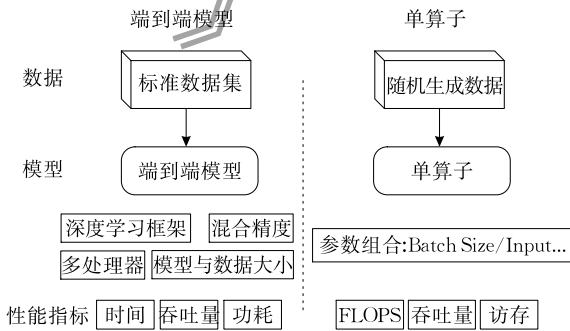 端到端模型 单算子
数据 标准数据集 随机生成数据
模型 端到端模型 单算子
深度学习框架 混合精度
参数组合:Batch Size/Input...
多处理器 模型与数据大小
性能指标 时间 吞吐量 功耗 FLOPS 吞吐量 访存